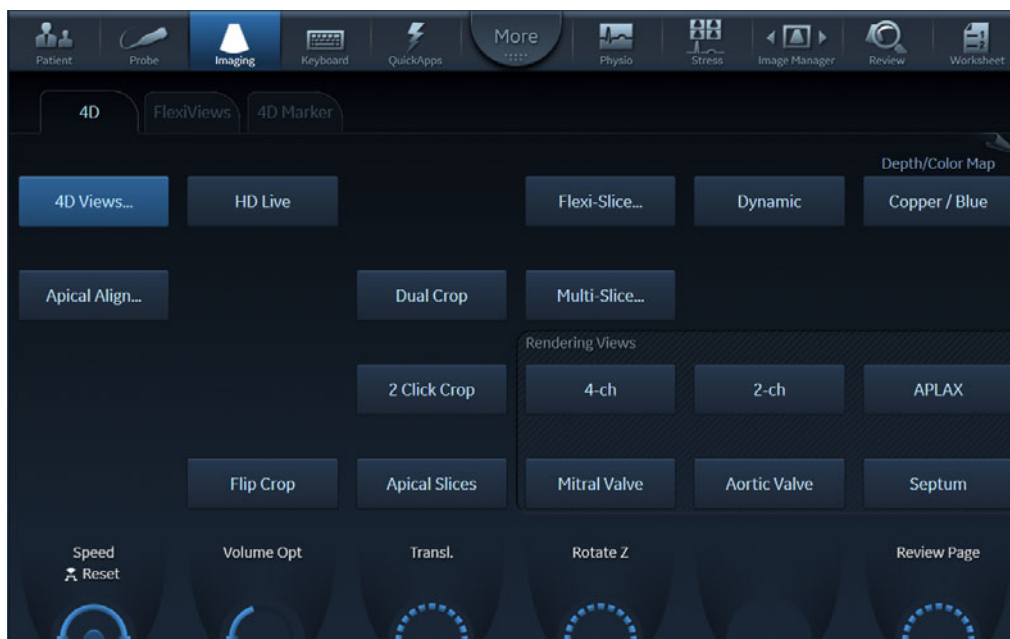 Patient
Probe
Imaging
Keyboard
QuickApps
More
Physio
Stress
Image Manager
Review
Worksheet
4D
FlexiViews
4D Marker
Depth/Color Map
4D Views...
HD Live
Flexi-Slice...
Dynamic
Copper / Blue
Apical Align...
Dual Crop
Multi-Slice...
Rendering Views
2 Click Crop
4-ch
2-ch
APLAX
Flip Crop
Apical Slices
Mitral Valve
Aortic Valve
Septum
Speed
Reset
Volume Opt
Transl.
Rotate Z
Review Page